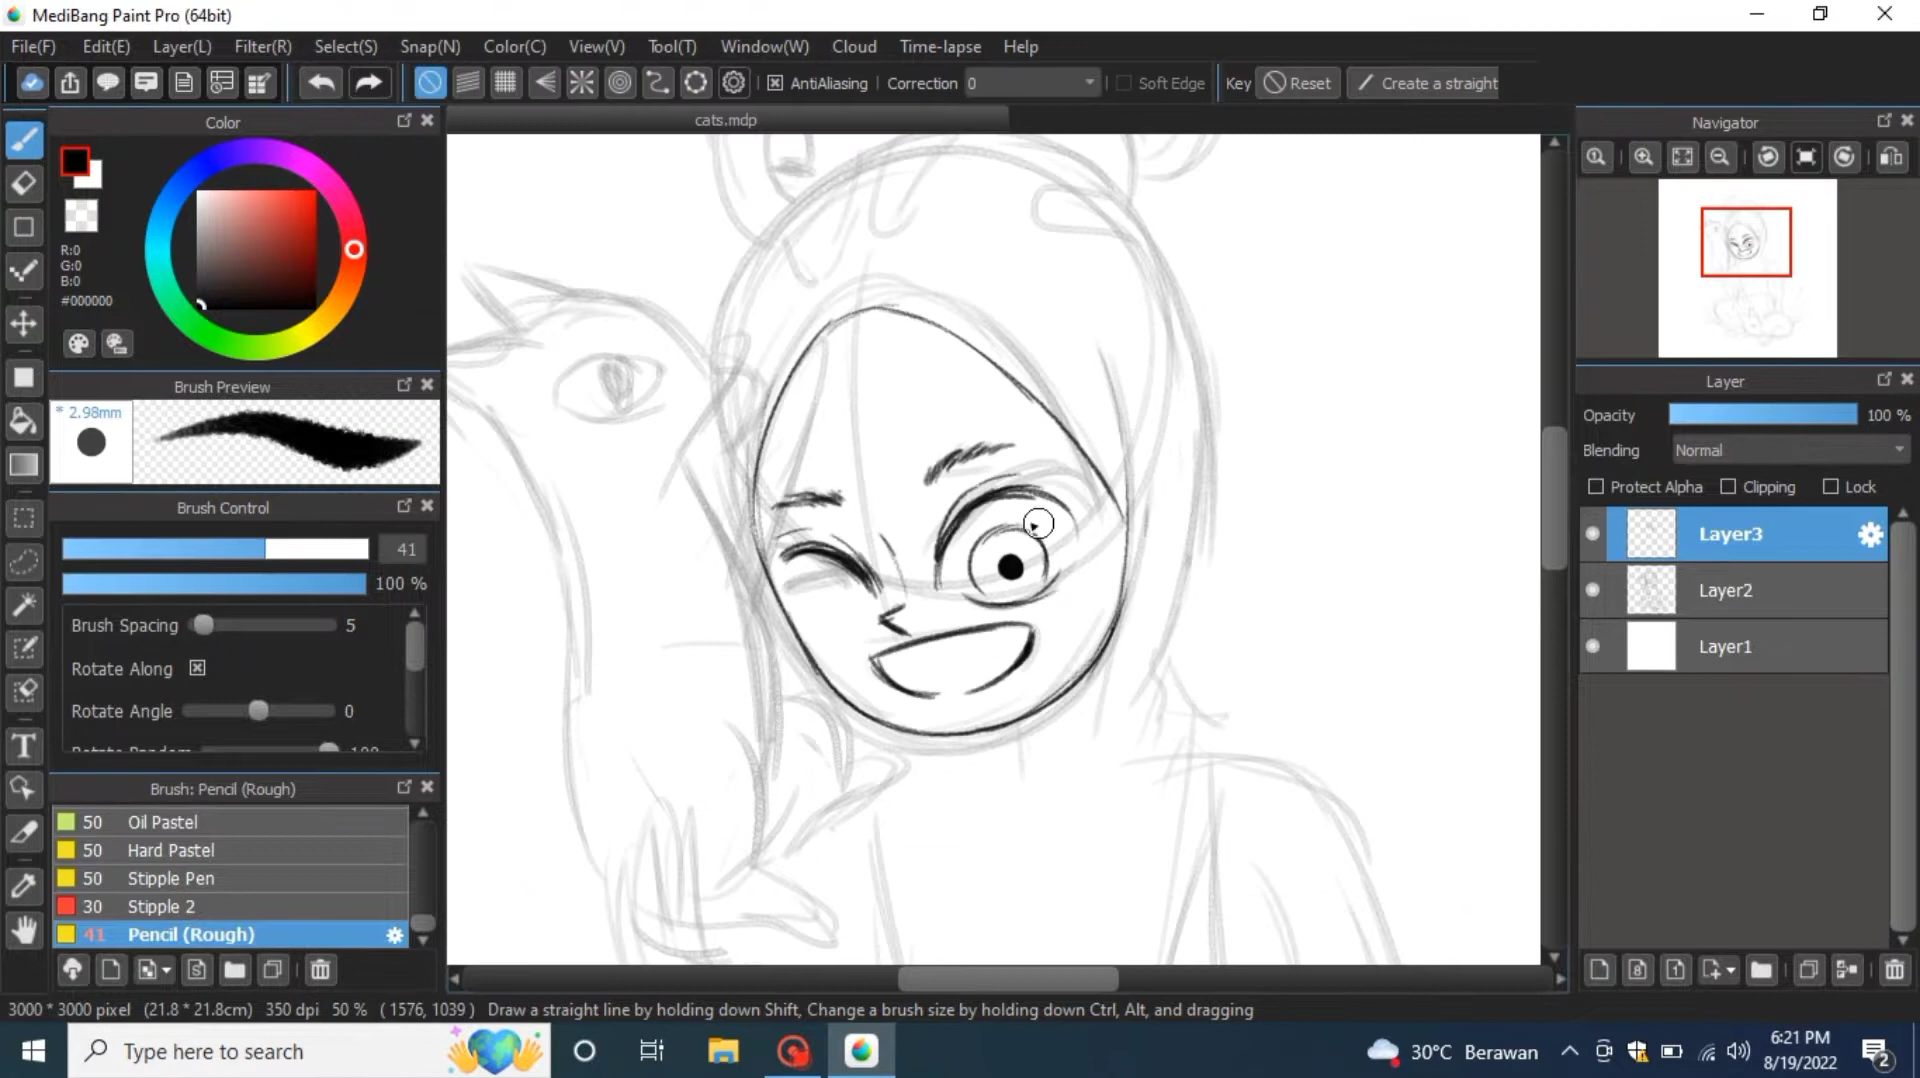 MediBang Paint Pro (64bit)
File(F) Edit(E) Layer(L) Filter(R) Select(S) Snap(N) Color(C) View(V) Tool(T) Window(W) Cloud Time-lapse Help
AntiAliasing Correction 0 Soft Edge Key Reset Create a straight
cats.mdp
Color
R:0
G:0
B:0
#000000
Brush Preview
* 2.98mm
Brush Control
41
100 %
Brush Spacing 5
Rotate Along
Rotate Angle 0
Rotate Random 100
Brush: Pencil (Rough)
50 Oil Pastel
50 Hard Pastel
50 Stipple Pen
30 Stipple 2
41 Pencil (Rough)
Navigator
Layer
Opacity 100 %
Blending Normal
Protect Alpha Clipping Lock
Layer3
Layer2
Layer1
3000 * 3000 pixel (21.8 * 21.8cm) 350 dpi 50 % ( 1576, 1039 ) Draw a straight line by holding down Shift, Change a brush size by holding down Ctrl, Alt, and dragging
Type here to search
30°C Berawan
6:21 PM
8/19/2022
2